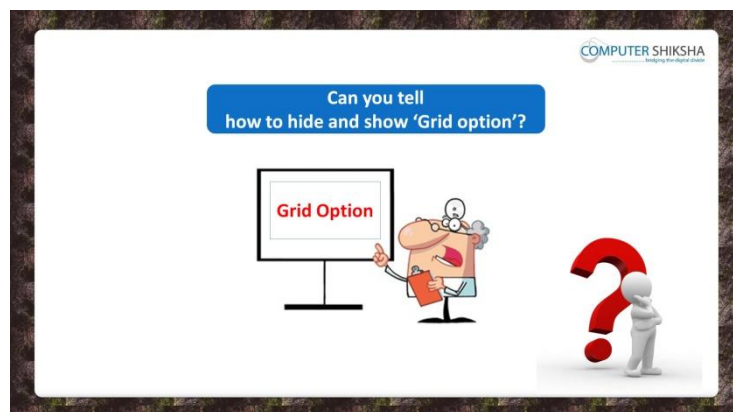 COMPUTER SHIKSHA
bridging the digital divide
Can you tell
how to hide and show ‘Grid option’?
Grid Option